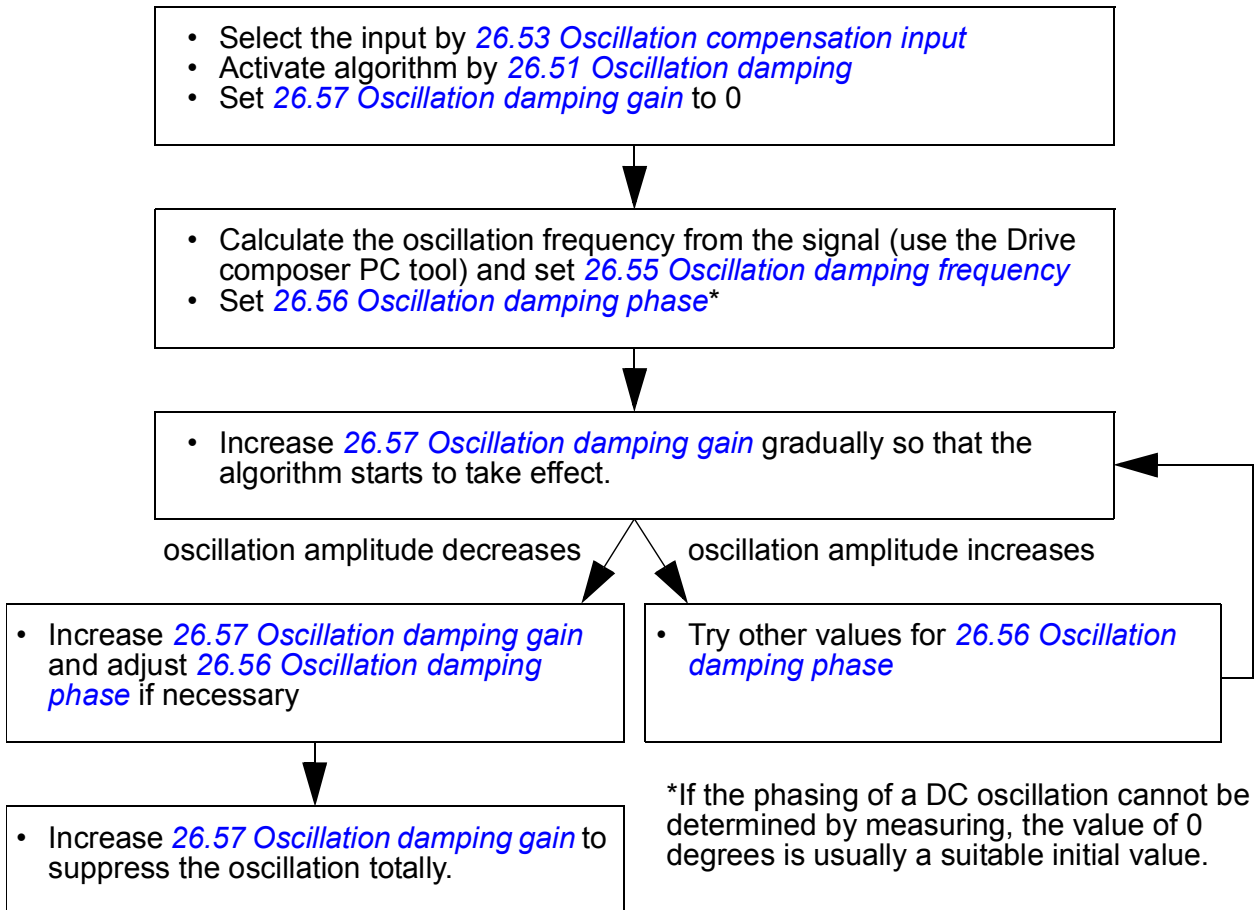 • Select the input by 26.53 Oscillation compensation input
• Activate algorithm by 26.51 Oscillation damping
• Set 26.57 Oscillation damping gain to 0
• Calculate the oscillation frequency from the signal (use the Drive
composer PC tool) and set 26.55 Oscillation damping frequency
• Set 26.56 Oscillation damping phase*
• Increase 26.57 Oscillation damping gain gradually so that the
algorithm starts to take effect.
oscillation amplitude decreases
oscillation amplitude increases
• Increase 26.57 Oscillation damping gain
and adjust 26.56 Oscillation damping
phase if necessary
• Try other values for 26.56 Oscillation
damping phase
• Increase 26.57 Oscillation damping gain to
suppress the oscillation totally.
*If the phasing of a DC oscillation cannot be
determined by measuring, the value of 0
degrees is usually a suitable initial value.